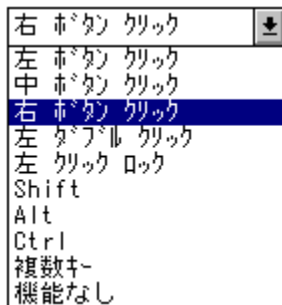 右 ﾎﾞﾀﾝ ｸﾘｯｸ
左 ﾎﾞﾀﾝ ｸﾘｯｸ
中 ﾎﾞﾀﾝ ｸﾘｯｸ
右 ﾎﾞﾀﾝ ｸﾘｯｸ
左 ﾀﾞﾌﾞﾙ ｸﾘｯｸ
左 ｸﾘｯｸ ﾛｯｸ
Shift
Alt
Ctrl
複数ｷｰ
機能なし